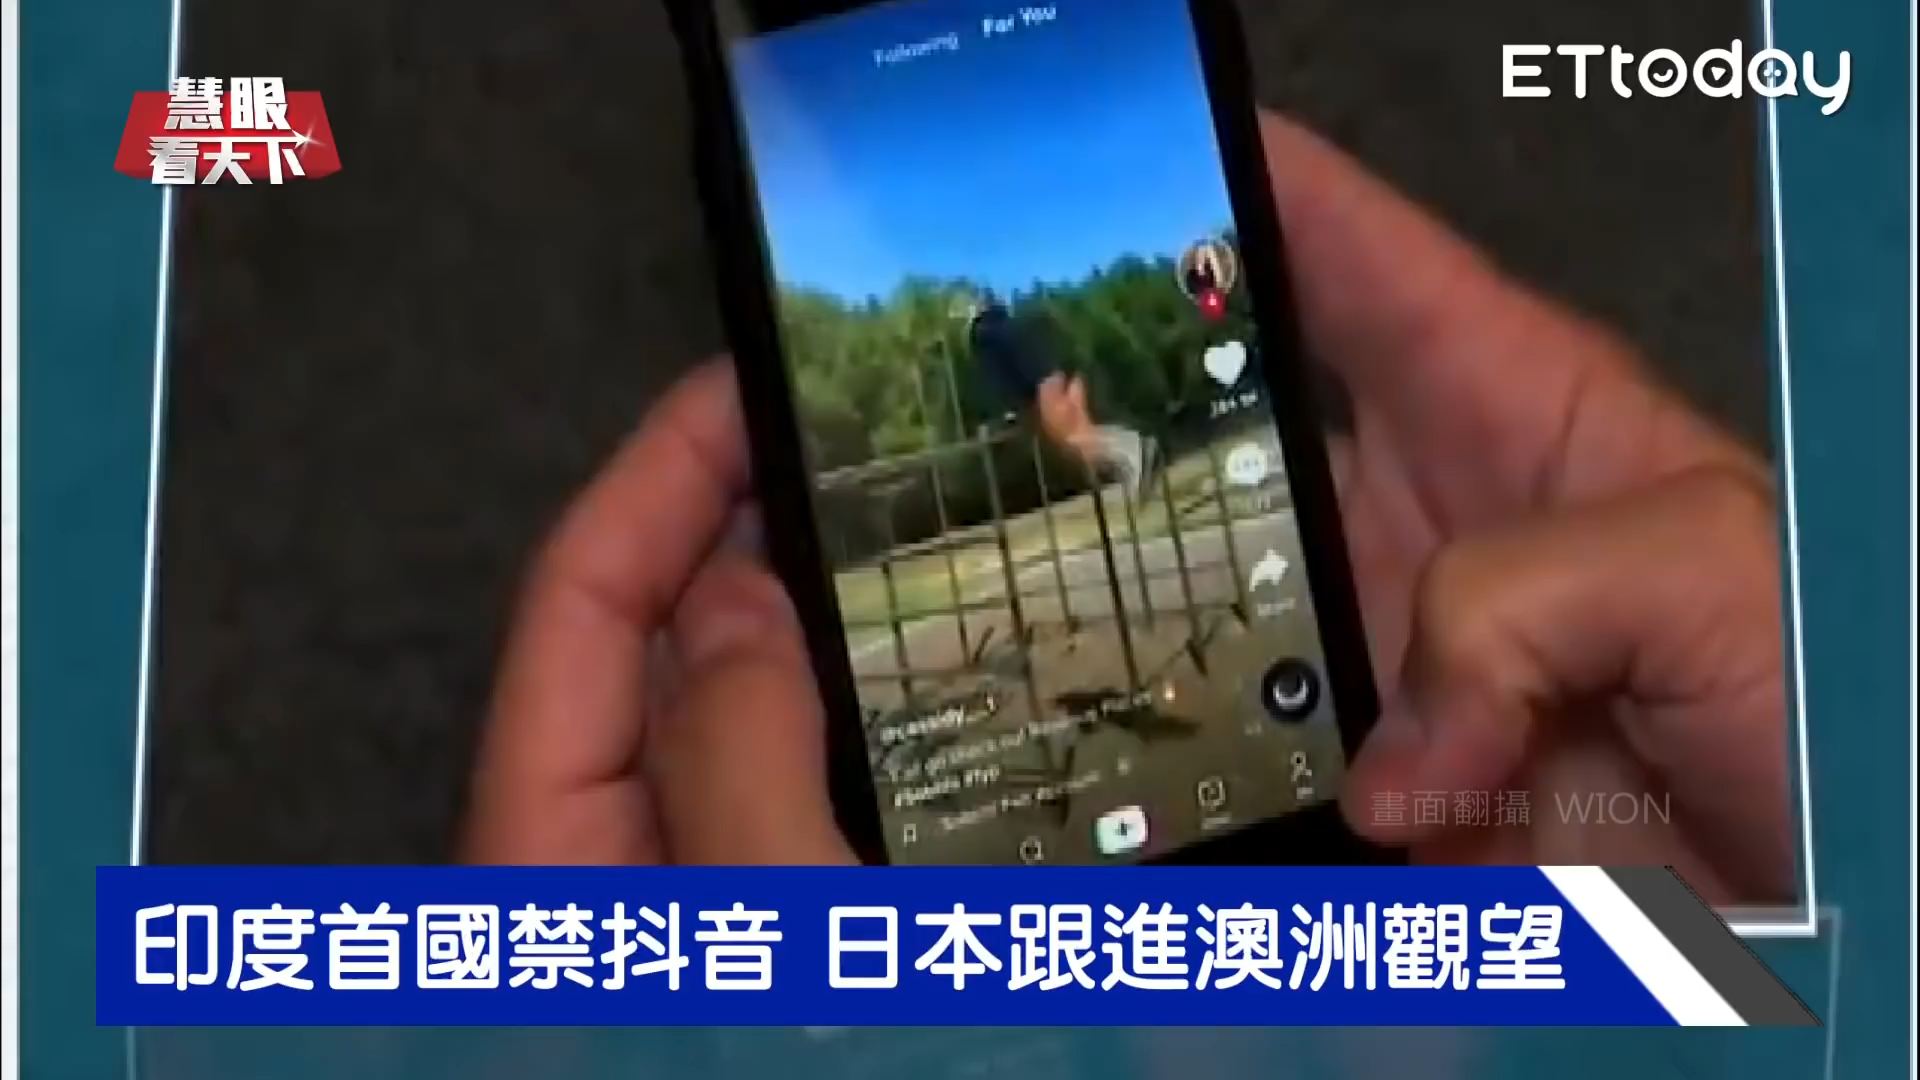 Following For You
ETtoday
慧眼
看天下
@cassidy__1
畫面翻攝 WION
印度首國禁抖音 日本跟進澳洲觀望